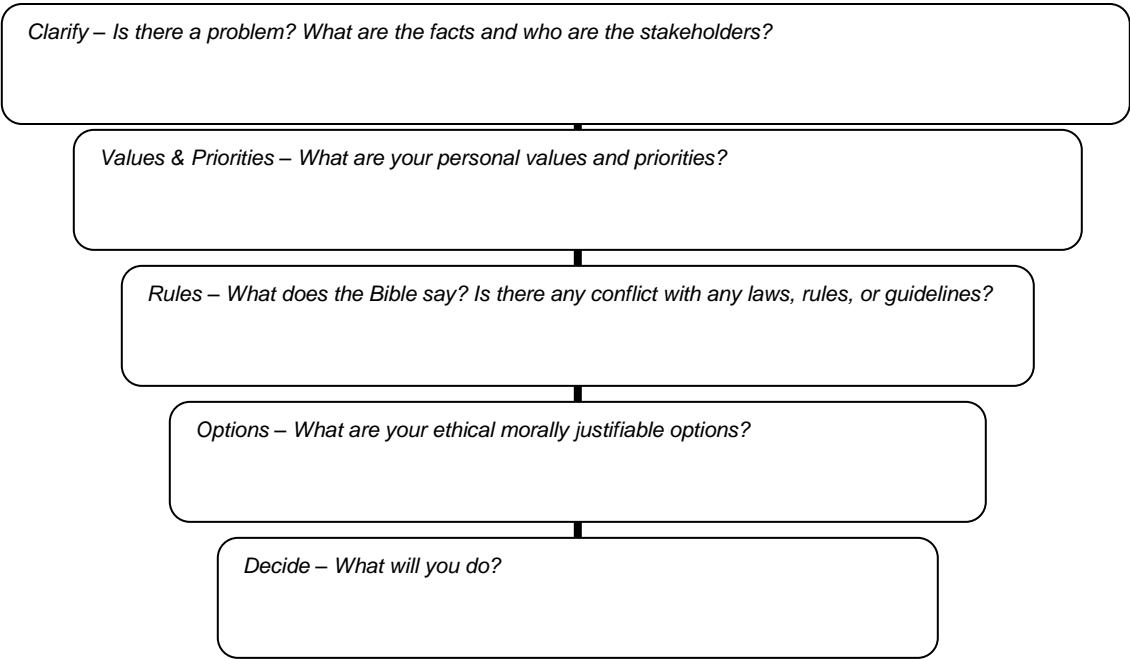 Clarify – Is there a problem? What are the facts and who are the stakeholders?
Values & Priorities – What are your personal values and priorities?
Rules – What does the Bible say? Is there any conflict with any laws, rules, or guidelines?
Options – What are your ethical morally justifiable options?
Decide – What will you do?